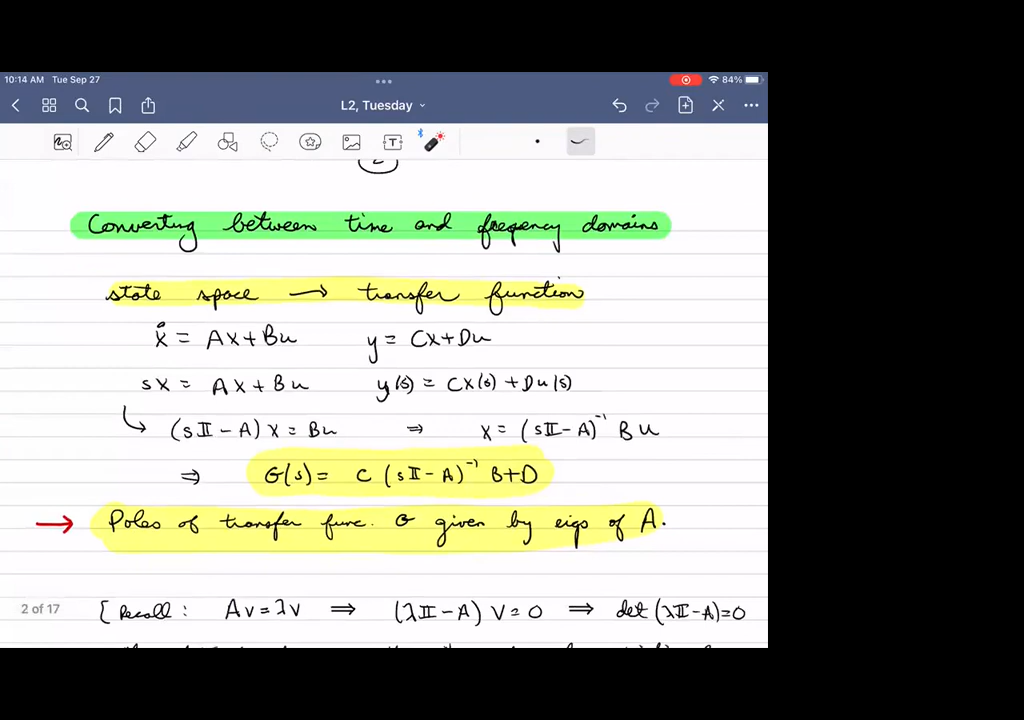 10:14 AM Tue Sep 27
84%
L2, Tuesday
Converting between time and frequency domains
state space → transfer function
ẋ = Ax + Bu y = Cx + Du
sx = Ax + Bu y(s) = Cx(s) + Du(s)
(s𝕀 - A) x = Bu ⇒ x = (s𝕀 - A)⁻¹ Bu
⇒ G(s) = C (s𝕀 - A)⁻¹ B + D
→ Poles of transfer func. G given by eigs of A.
2 of 17
[ Recall : Av = λv ⇒ (λ𝕀 - A) v = 0 ⇒ det (λ𝕀 - A) = 0